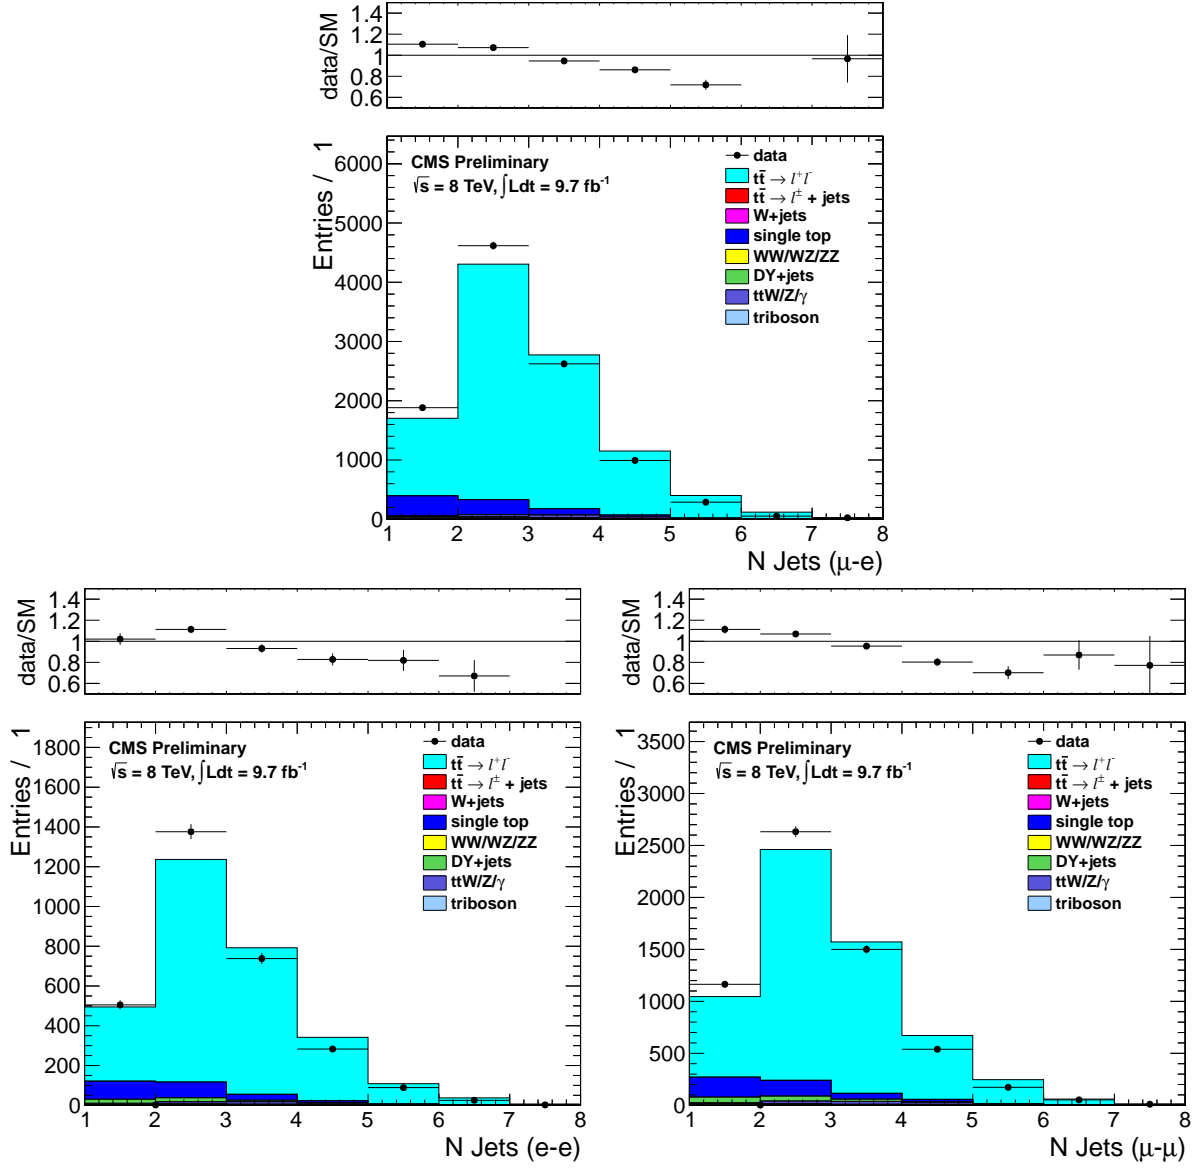 data/SM
1.4
1.2
1
0.8
0.6
Entries / 1
6000
5000
4000
3000
2000
1000
0
CMS Preliminary
√s = 8 TeV, ∫Ldt = 9.7 fb⁻¹
data
tt̄ → l⁺l⁻
tt̄ → l± + jets
W+jets
single top
WW/WZ/ZZ
DY+jets
ttW/Z/γ
triboson
1 2 3 4 5 6 7 8
N Jets (μ-e)
data/SM
1.4
1.2
1
0.8
0.6
Entries / 1
1800
1600
1400
1200
1000
800
600
400
200
0
CMS Preliminary
√s = 8 TeV, ∫Ldt = 9.7 fb⁻¹
data
tt̄ → l⁺l⁻
tt̄ → l± + jets
W+jets
single top
WW/WZ/ZZ
DY+jets
ttW/Z/γ
triboson
1 2 3 4 5 6 7 8
N Jets (e-e)
data/SM
1.4
1.2
1
0.8
0.6
Entries / 1
3500
3000
2500
2000
1500
1000
500
0
CMS Preliminary
√s = 8 TeV, ∫Ldt = 9.7 fb⁻¹
data
tt̄ → l⁺l⁻
tt̄ → l± + jets
W+jets
single top
WW/WZ/ZZ
DY+jets
ttW/Z/γ
triboson
1 2 3 4 5 6 7 8
N Jets (μ-μ)